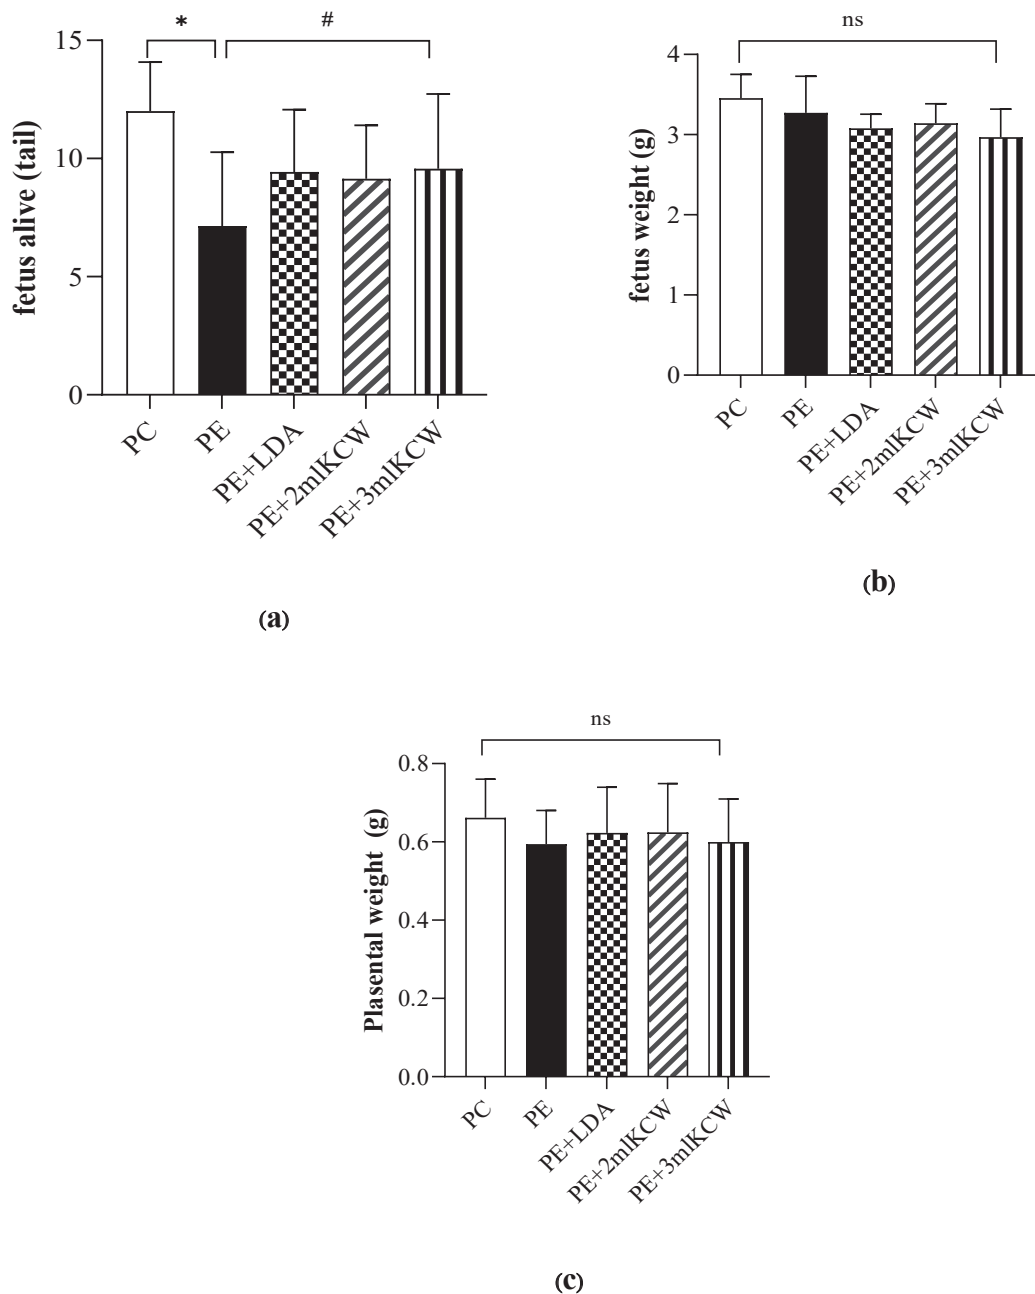 *
#
15
10
5
0
fetus alive (tail)
PC
PE
PE+LDA
PE+2mlKCW
PE+3mlKCW
(a)
ns
4
3
2
1
0
fetus weight (g)
PC
PE
PE+LDA
PE+2mlKCW
PE+3mlKCW
(b)
ns
0.8
0.6
0.4
0.2
0.0
Plasental weight (g)
PC
PE
PE+LDA
PE+2mlKCW
PE+3mlKCW
(c)